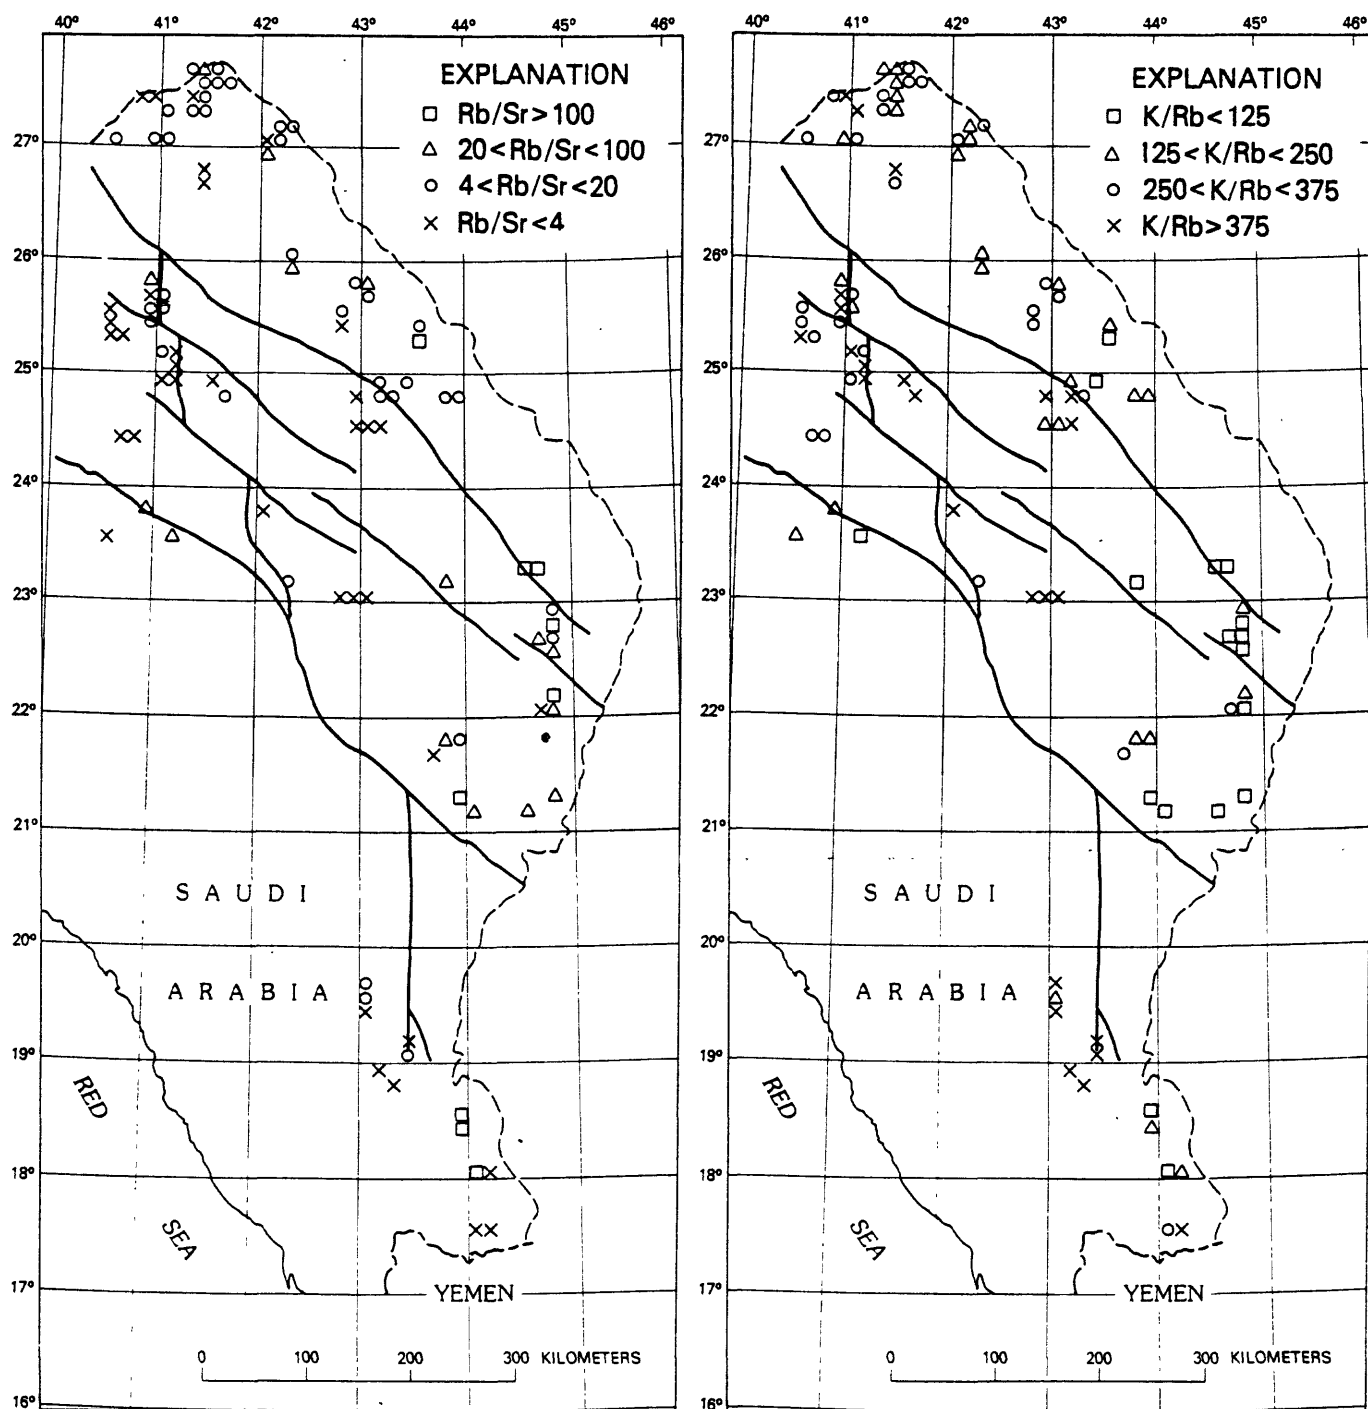 40° 41° 42° 43° 44° 45° 46°
EXPLANATION
□ Rb/Sr>100
△ 20<Rb/Sr<100
○ 4<Rb/Sr<20
× Rb/Sr<4
27°
26°
25°
24°
23°
22°
21°
20°
19°
18°
17°
16°
SAUDI
ARABIA
RED
SEA
YEMEN
0 100 200 300 KILOMETERS
40° 41° 42° 43° 44° 45° 46°
EXPLANATION
□ K/Rb<125
△ 125<K/Rb<250
○ 250<K/Rb<375
× K/Rb>375
27°
26°
25°
24°
23°
22°
21°
20°
19°
18°
17°
16°
SAUDI
ARABIA
RED
SEA
YEMEN
0 100 200 300 KILOMETERS